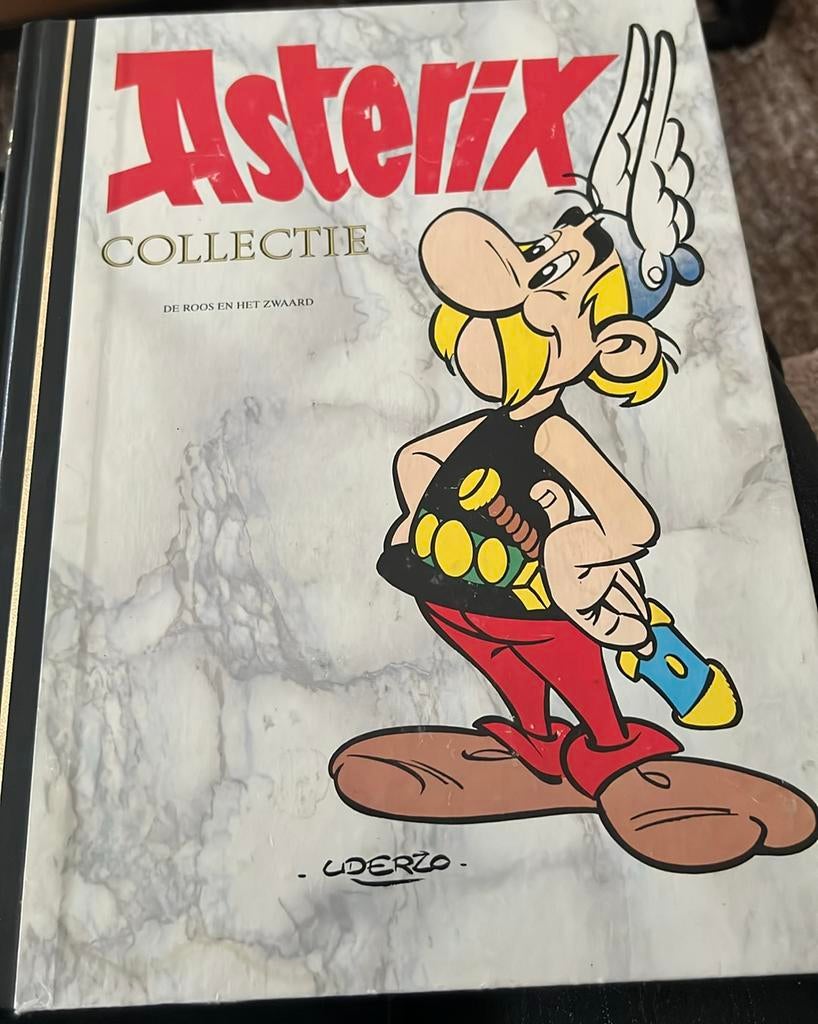 Asterix
COLLECTIE
DE ROOS EN HET ZWAARD
- UDERZO -